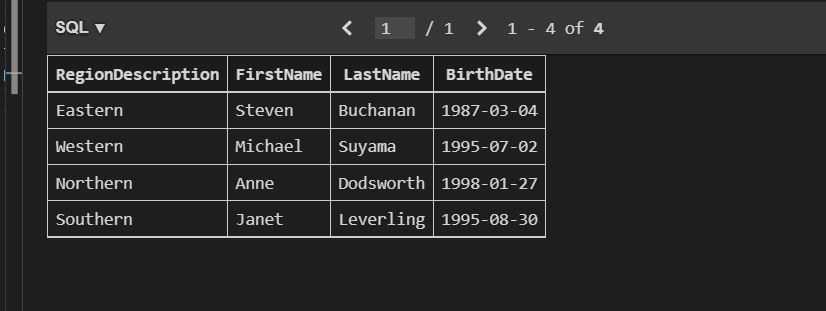 SQL ▼ 1 / 1 1 - 4 of 4
RegionDescription FirstName LastName BirthDate
Eastern Steven Buchanan 1987-03-04
Western Michael Suyama 1995-07-02
Northern Anne Dodsworth 1998-01-27
Southern Janet Leverling 1995-08-30